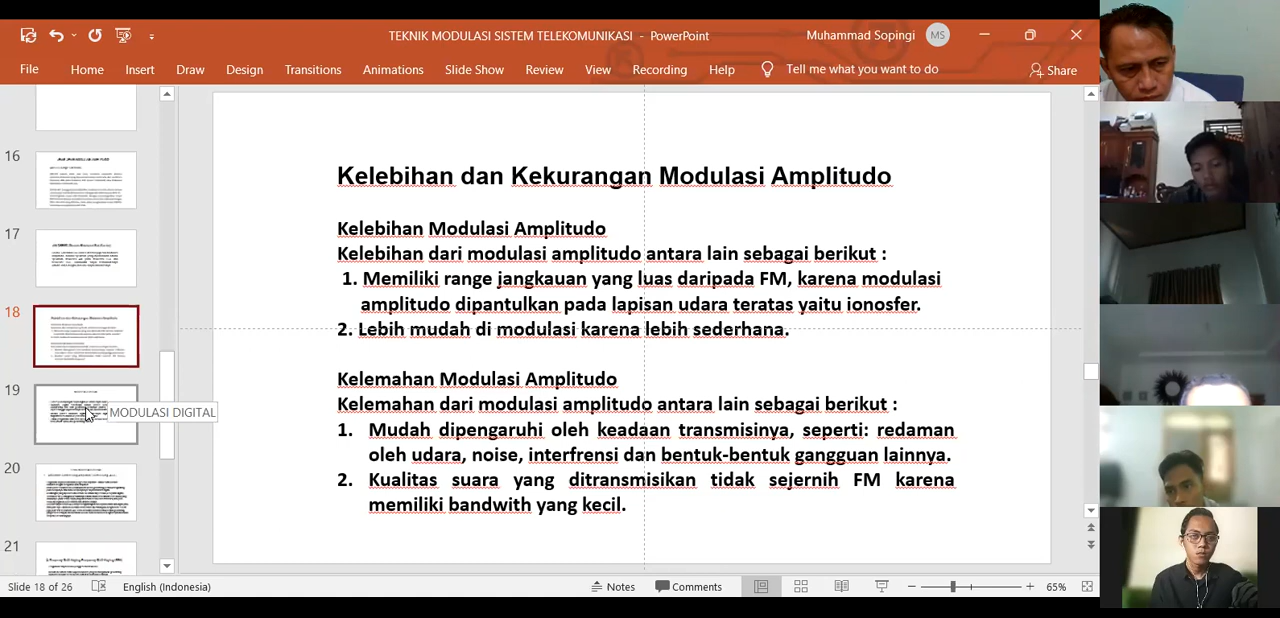 TEKNIK MODULASI SISTEM TELEKOMUNIKASI - PowerPoint
Muhammad Sopingi MS
File Home Insert Draw Design Transitions Animations Slide Show Review View Recording Help Tell me what you want to do Share
16
17
18
19
MODULASI DIGITAL
20
21
Kelebihan dan Kekurangan Modulasi Amplitudo
Kelebihan Modulasi Amplitudo
Kelebihan dari modulasi amplitudo antara lain sebagai berikut :
1. Memiliki range jangkauan yang luas daripada FM, karena modulasi
amplitudo dipantulkan pada lapisan udara teratas yaitu ionosfer.
2. Lebih mudah di modulasi karena lebih sederhana.
Kelemahan Modulasi Amplitudo
Kelemahan dari modulasi amplitudo antara lain sebagai berikut :
1. Mudah dipengaruhi oleh keadaan transmisinya, seperti: redaman
oleh udara, noise, interfrensi dan bentuk-bentuk gangguan lainnya.
2. Kualitas suara yang ditransmisikan tidak sejernih FM karena
memiliki bandwith yang kecil.
Slide 18 of 26 English (Indonesia) Notes Comments 65%